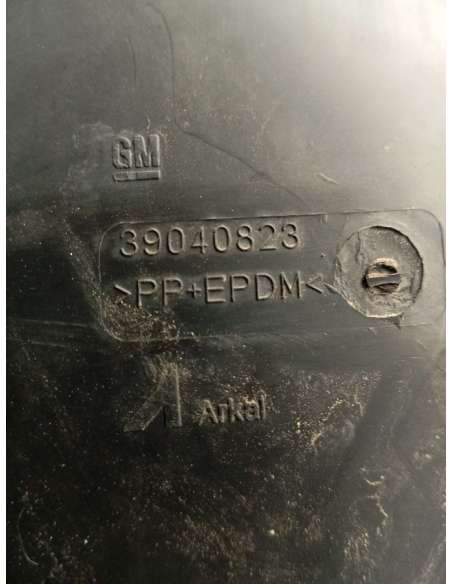 GM
39040823
>PP+EPDM<
Arkal